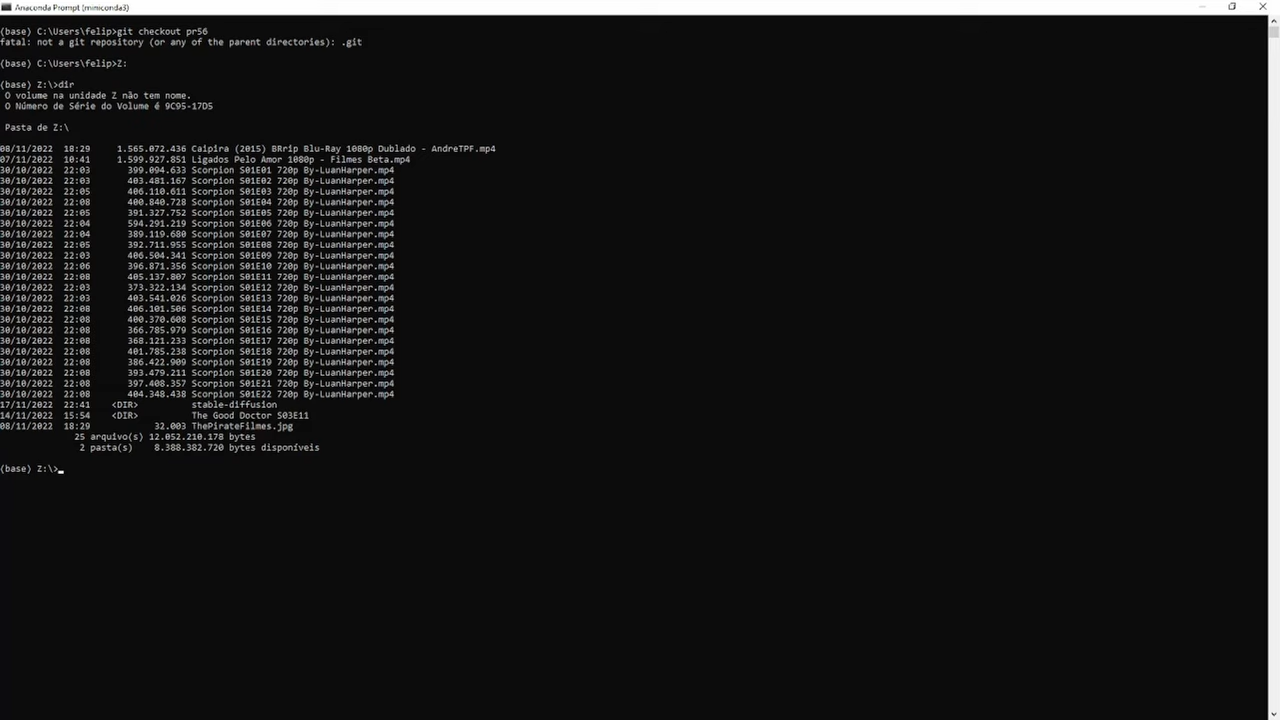 Anaconda Prompt (miniconda3)
(base) C:\Users\felip>git checkout pr56
fatal: not a git repository (or any of the parent directories): .git
(base) C:\Users\felip>Z:
(base) Z:\>dir
O volume na unidade Z não tem nome.
O Número de Série do Volume é 9C95-17D5
Pasta de Z:\
08/11/2022 18:29 1.565.072.436 Caipira (2015) BRrip Blu-Ray 1080p Dublado - AndreTPF.mp4
07/11/2022 10:41 1.599.927.851 Ligados Pelo Amor 1080p - Filmes Beta.mp4
30/10/2022 22:03 399.094.633 Scorpion S01E01 720p By-LuanHarper.mp4
30/10/2022 22:03 403.481.167 Scorpion S01E02 720p By-LuanHarper.mp4
30/10/2022 22:05 406.110.611 Scorpion S01E03 720p By-LuanHarper.mp4
30/10/2022 22:08 400.840.728 Scorpion S01E04 720p By-LuanHarper.mp4
30/10/2022 22:05 391.327.752 Scorpion S01E05 720p By-LuanHarper.mp4
30/10/2022 22:04 594.291.219 Scorpion S01E06 720p By-LuanHarper.mp4
30/10/2022 22:04 389.119.680 Scorpion S01E07 720p By-LuanHarper.mp4
30/10/2022 22:05 392.711.955 Scorpion S01E08 720p By-LuanHarper.mp4
30/10/2022 22:03 406.504.341 Scorpion S01E09 720p By-LuanHarper.mp4
30/10/2022 22:06 396.871.356 Scorpion S01E10 720p By-LuanHarper.mp4
30/10/2022 22:08 405.137.807 Scorpion S01E11 720p By-LuanHarper.mp4
30/10/2022 22:03 373.322.134 Scorpion S01E12 720p By-LuanHarper.mp4
30/10/2022 22:03 403.541.026 Scorpion S01E13 720p By-LuanHarper.mp4
30/10/2022 22:08 406.101.506 Scorpion S01E14 720p By-LuanHarper.mp4
30/10/2022 22:08 400.370.608 Scorpion S01E15 720p By-LuanHarper.mp4
30/10/2022 22:08 366.785.979 Scorpion S01E16 720p By-LuanHarper.mp4
30/10/2022 22:08 368.121.233 Scorpion S01E17 720p By-LuanHarper.mp4
30/10/2022 22:08 401.785.238 Scorpion S01E18 720p By-LuanHarper.mp4
30/10/2022 22:08 386.422.909 Scorpion S01E19 720p By-LuanHarper.mp4
30/10/2022 22:08 393.479.211 Scorpion S01E20 720p By-LuanHarper.mp4
30/10/2022 22:08 397.408.357 Scorpion S01E21 720p By-LuanHarper.mp4
30/10/2022 22:08 404.348.438 Scorpion S01E22 720p By-LuanHarper.mp4
17/11/2022 22:41 <DIR> stable-diffusion
14/11/2022 15:54 <DIR> The Good Doctor S03E11
08/11/2022 18:29 32.003 ThePirateFilmes.jpg
25 arquivo(s) 12.052.210.178 bytes
2 pasta(s) 8.388.382.720 bytes disponíveis
(base) Z:\>_